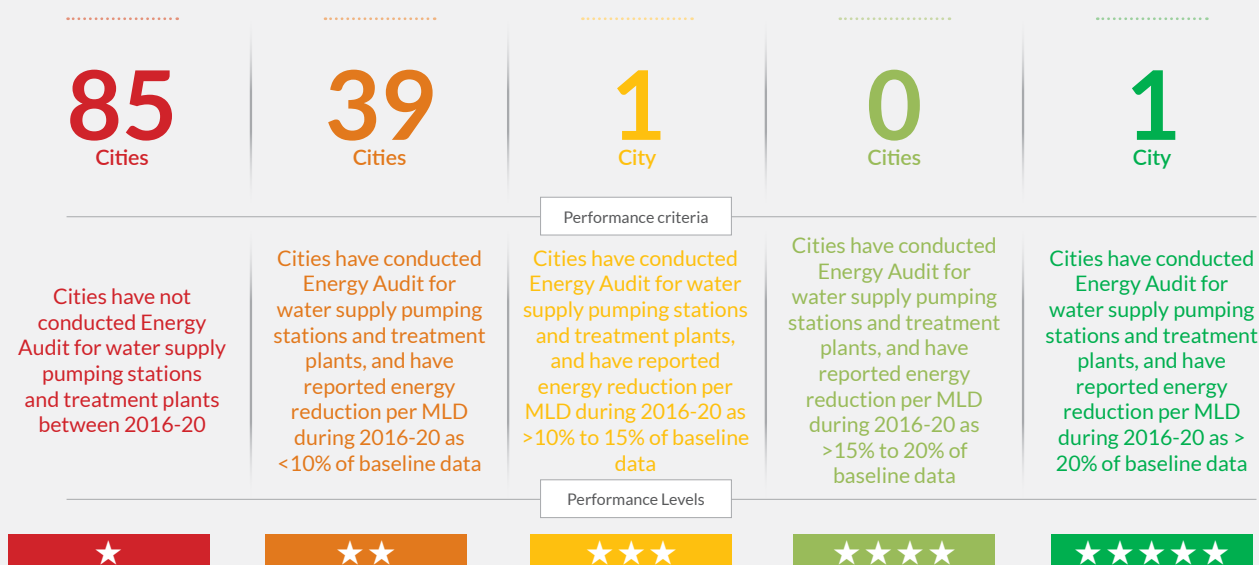 85
Cities
39
Cities
1
City
0
Cities
1
City
Performance criteria
Cities have not
conducted Energy
Audit for water supply
pumping stations
and treatment plants
between 2016-20
Cities have conducted
Energy Audit for
water supply pumping
stations and treatment
plants, and have
reported energy
reduction per MLD
during 2016-20 as
<10% of baseline data
Cities have conducted
Energy Audit for water
supply pumping stations
and treatment plants,
and have reported
energy reduction per
MLD during 2016-20 as
>10% to 15% of baseline
data
Cities have conducted
Energy Audit for
water supply pumping
stations and treatment
plants, and have
reported energy
reduction per MLD
during 2016-20 as
>15% to 20% of
baseline data
Cities have conducted
Energy Audit for
water supply pumping
stations and treatment
plants, and have
reported energy
reduction per MLD
during 2016-20 as >
20% of baseline data
Performance Levels